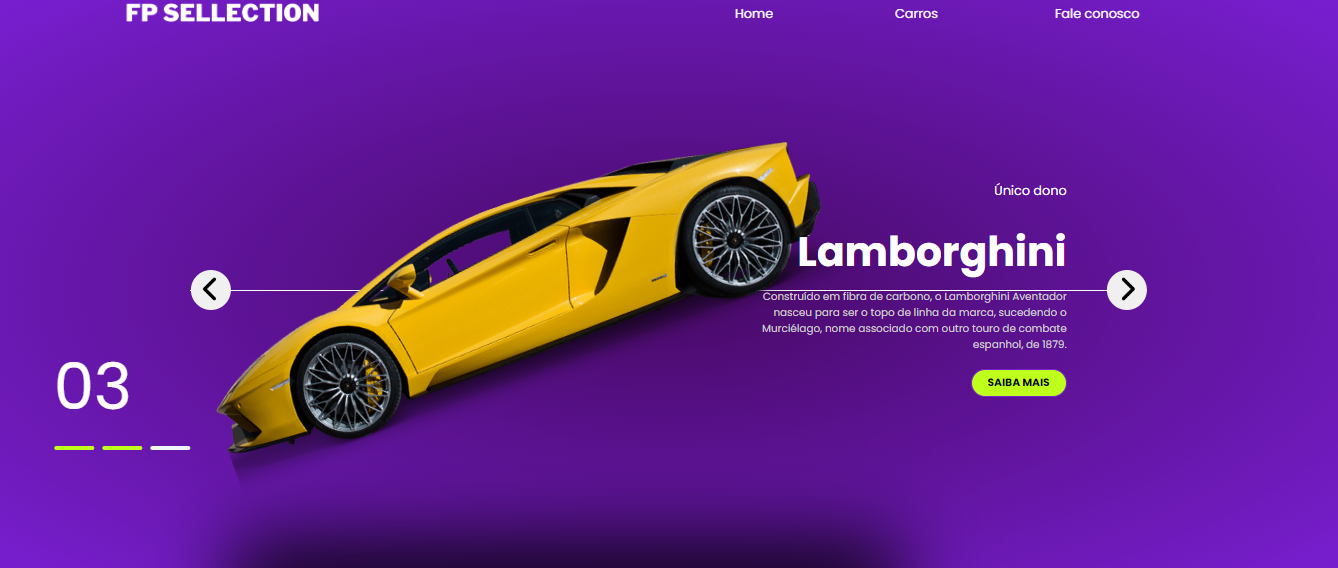 FP SELLECTION
Home
Carros
Fale conosco
Único dono
Lamborghini
Construído em fibra de carbono, o Lamborghini Aventador
nasceu para ser o topo de linha da marca, sucedendo o
Murciélago, nome associado com outro touro de combate
espanhol, de 1879.
SAIBA MAIS
03